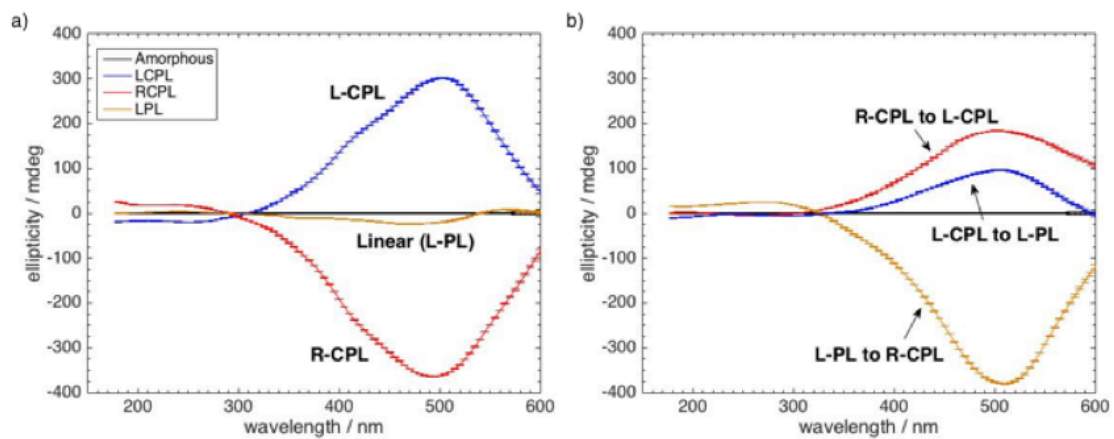 a)
400
300
200
100
0
-100
-200
-300
-400
ellipticity / mdeg
Amorphous
LCPL
RCPL
LPL
L-CPL
Linear (L-PL)
R-CPL
200 300 400 500 600
wavelength / nm
b)
400
300
200
100
0
-100
-200
-300
-400
ellipticity / mdeg
R-CPL to L-CPL
L-CPL to L-PL
L-PL to R-CPL
200 300 400 500 600
wavelength / nm